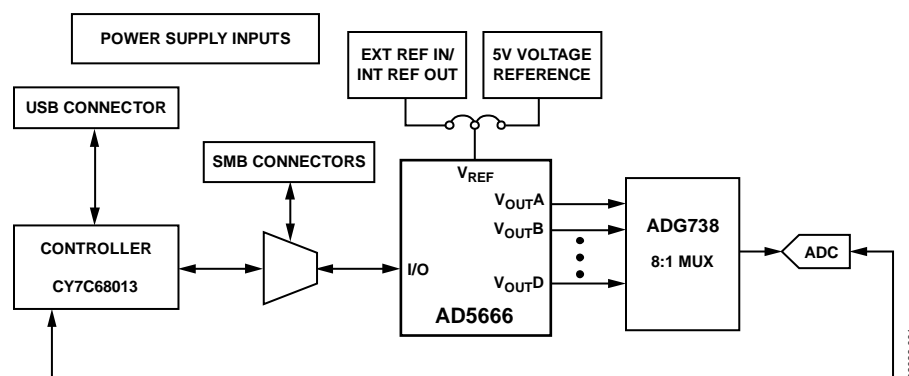 POWER SUPPLY INPUTS
EXT REF IN/
INT REF OUT
5V VOLTAGE
REFERENCE
USB CONNECTOR
SMB CONNECTORS
VREF
VOUTA
VOUTB
VOUTD
I/O
AD5666
CONTROLLER
CY7C68013
ADG738
8:1 MUX
ADC